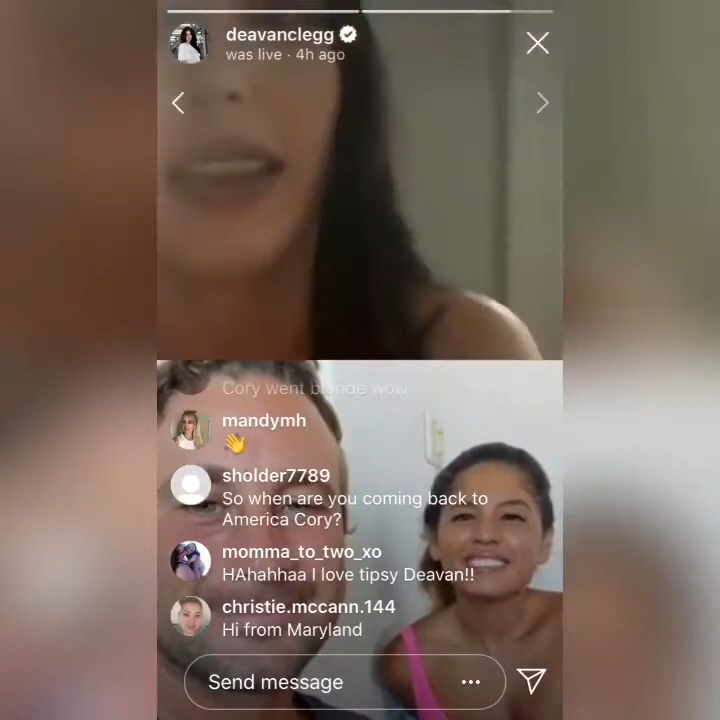 deavanclegg
was live · 4h ago
Cory went blonde wow
mandymh
👋
sholder7789
So when are you coming back to
America Cory?
momma_to_two_xo
HAhahhaa I love tipsy Deavan!!
christie.mccann.144
Hi from Maryland
Send message